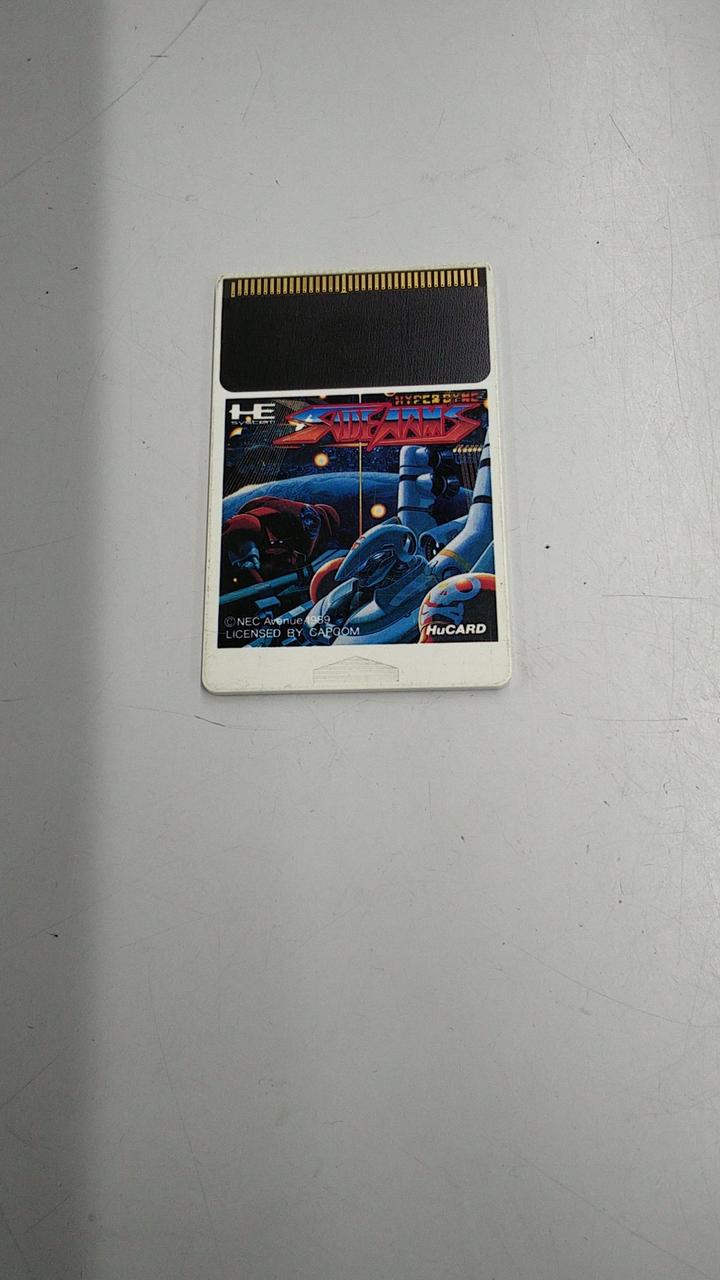 HE
SYSTEM
HYPER DYNE
SIDE ARMS
©NEC Avenue 1989
LICENSED BY CAPCOM
HuCARD